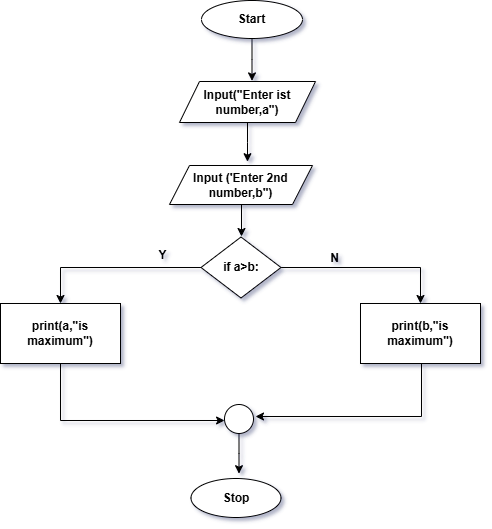 Start
Input("Enter ist
number,a")
Input ('Enter 2nd
number,b")
if a>b:
Y
N
print(a,"is
maximum")
print(b,"is
maximum")
Stop